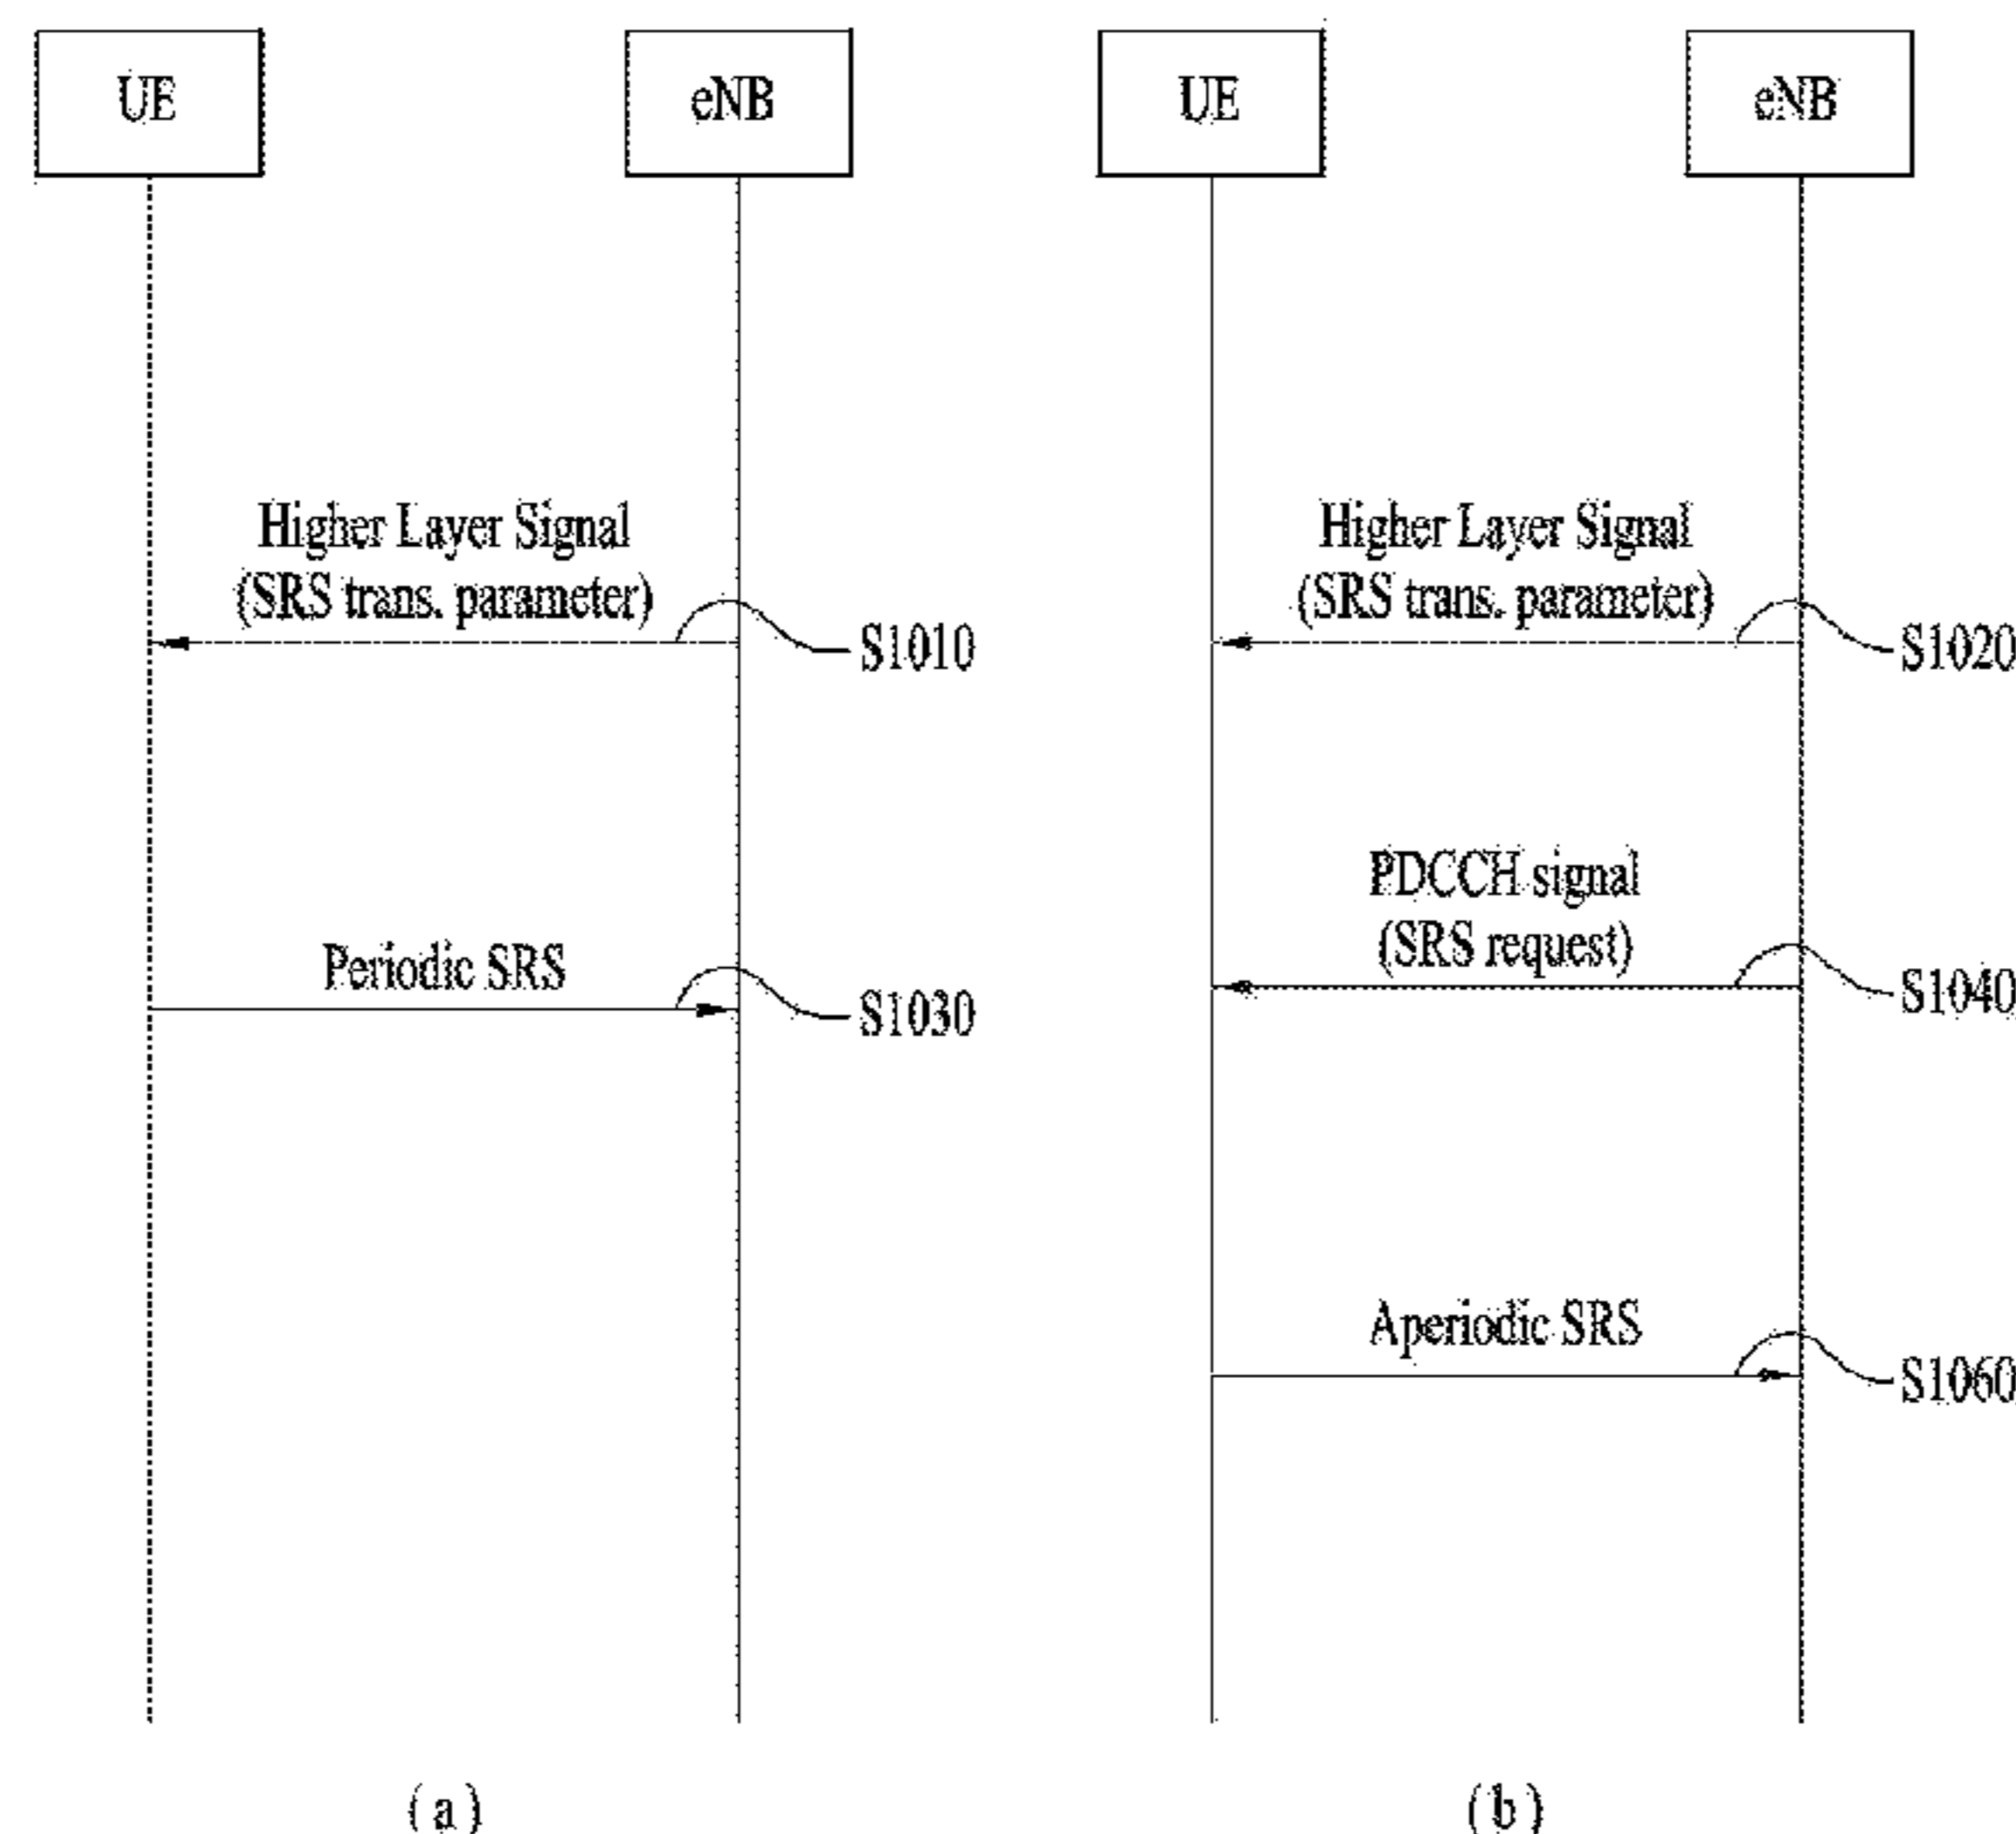 UE
eNB
Higher Layer Signal
(SRS trans. parameter)
S1010
Periodic SRS
S1030
(a)
UE
eNB
Higher Layer Signal
(SRS trans. parameter)
S1020
PDCCH signal
(SRS request)
S1040
Aperiodic SRS
S1060
(b)